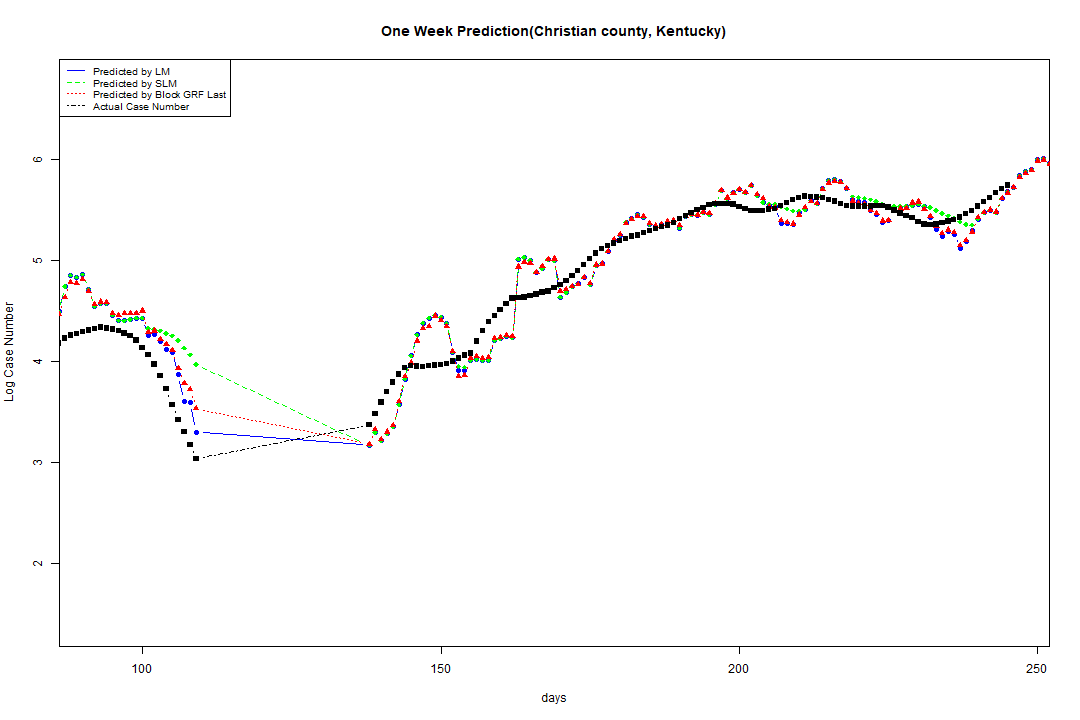 One Week Prediction(Christian county, Kentucky)
Predicted by LM
Predicted by SLM
Predicted by Block GRF Last
Actual Case Number
6
5
4
3
2
Log Case Number
100 150 200 250
days